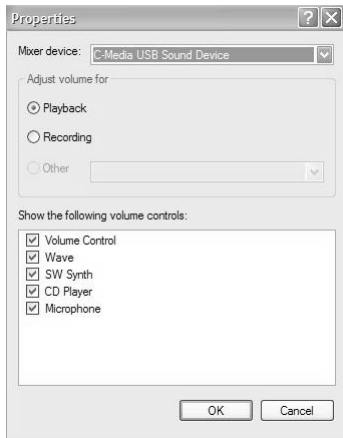 Properties
Mixer device: C-Media USB Sound Device
Adjust volume for
Playback
Recording
Other
Show the following volume controls:
Volume Control
Wave
SW Synth
CD Player
Microphone
OK Cancel